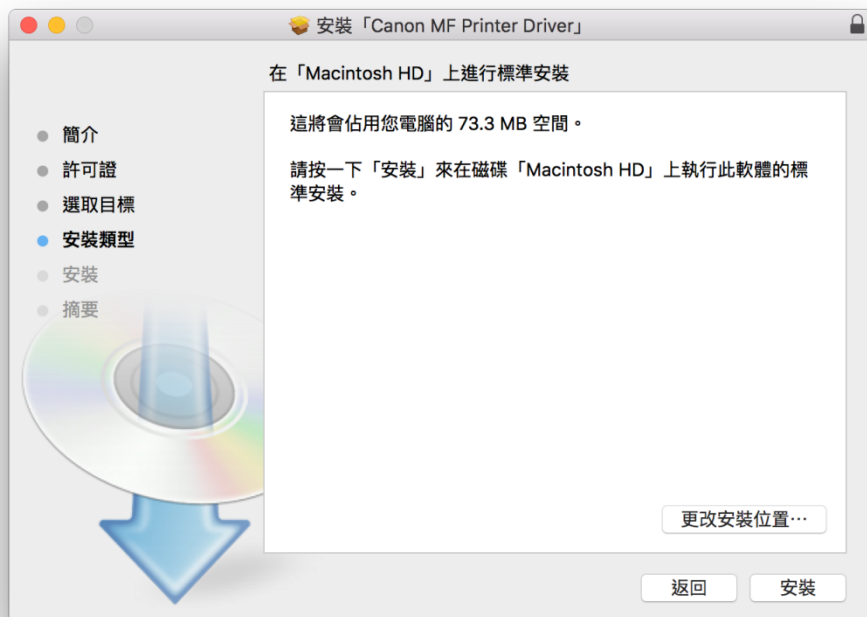 安裝「Canon MF Printer Driver」
在「Macintosh HD」上進行標準安裝
簡介
許可證
選取目標
安裝類型
安裝
摘要
這將會佔用您電腦的 73.3 MB 空間。
請按一下「安裝」來在磁碟「Macintosh HD」上執行此軟體的標
準安裝。
更改安裝位置⋯
返回
安裝